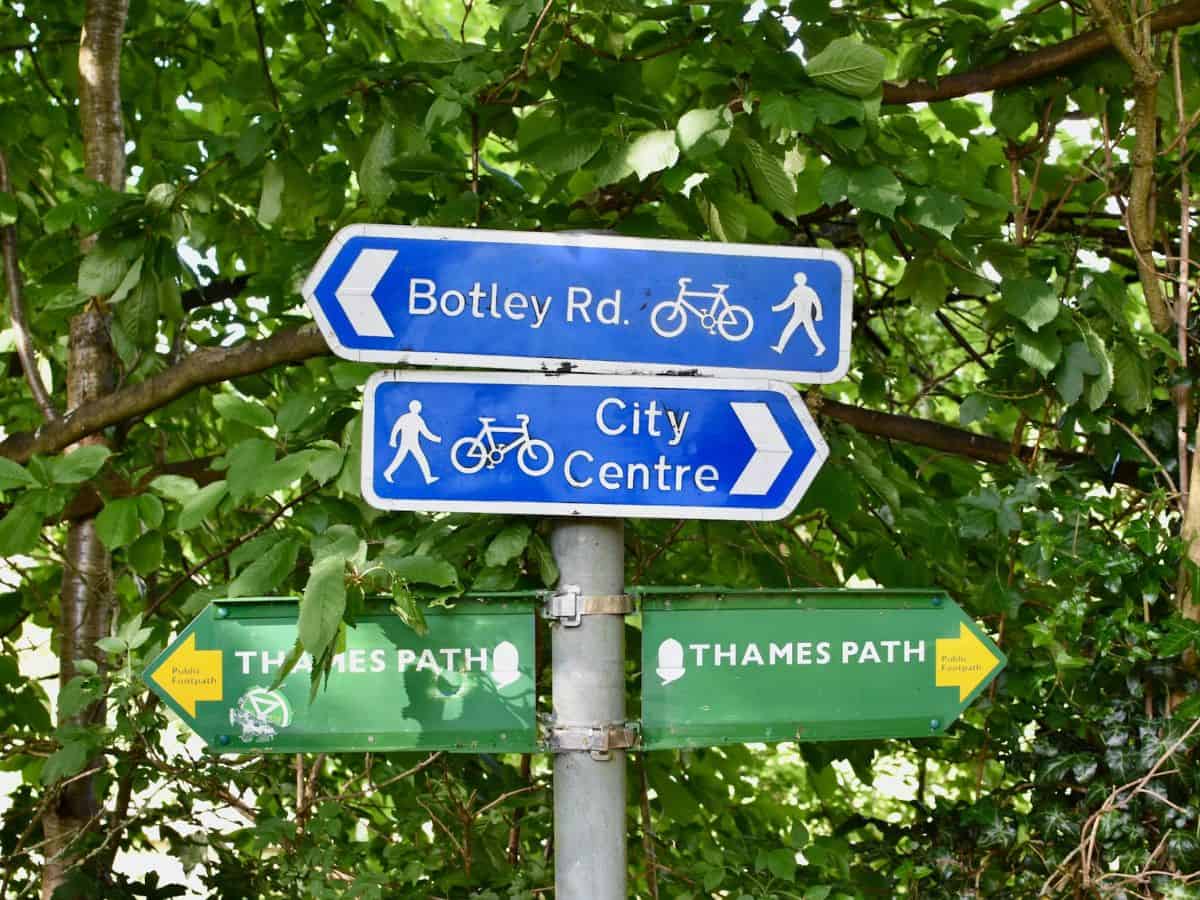 Botley Rd.
City
Centre
Public
Footpath
THAMES PATH
THAMES PATH
Public
Footpath